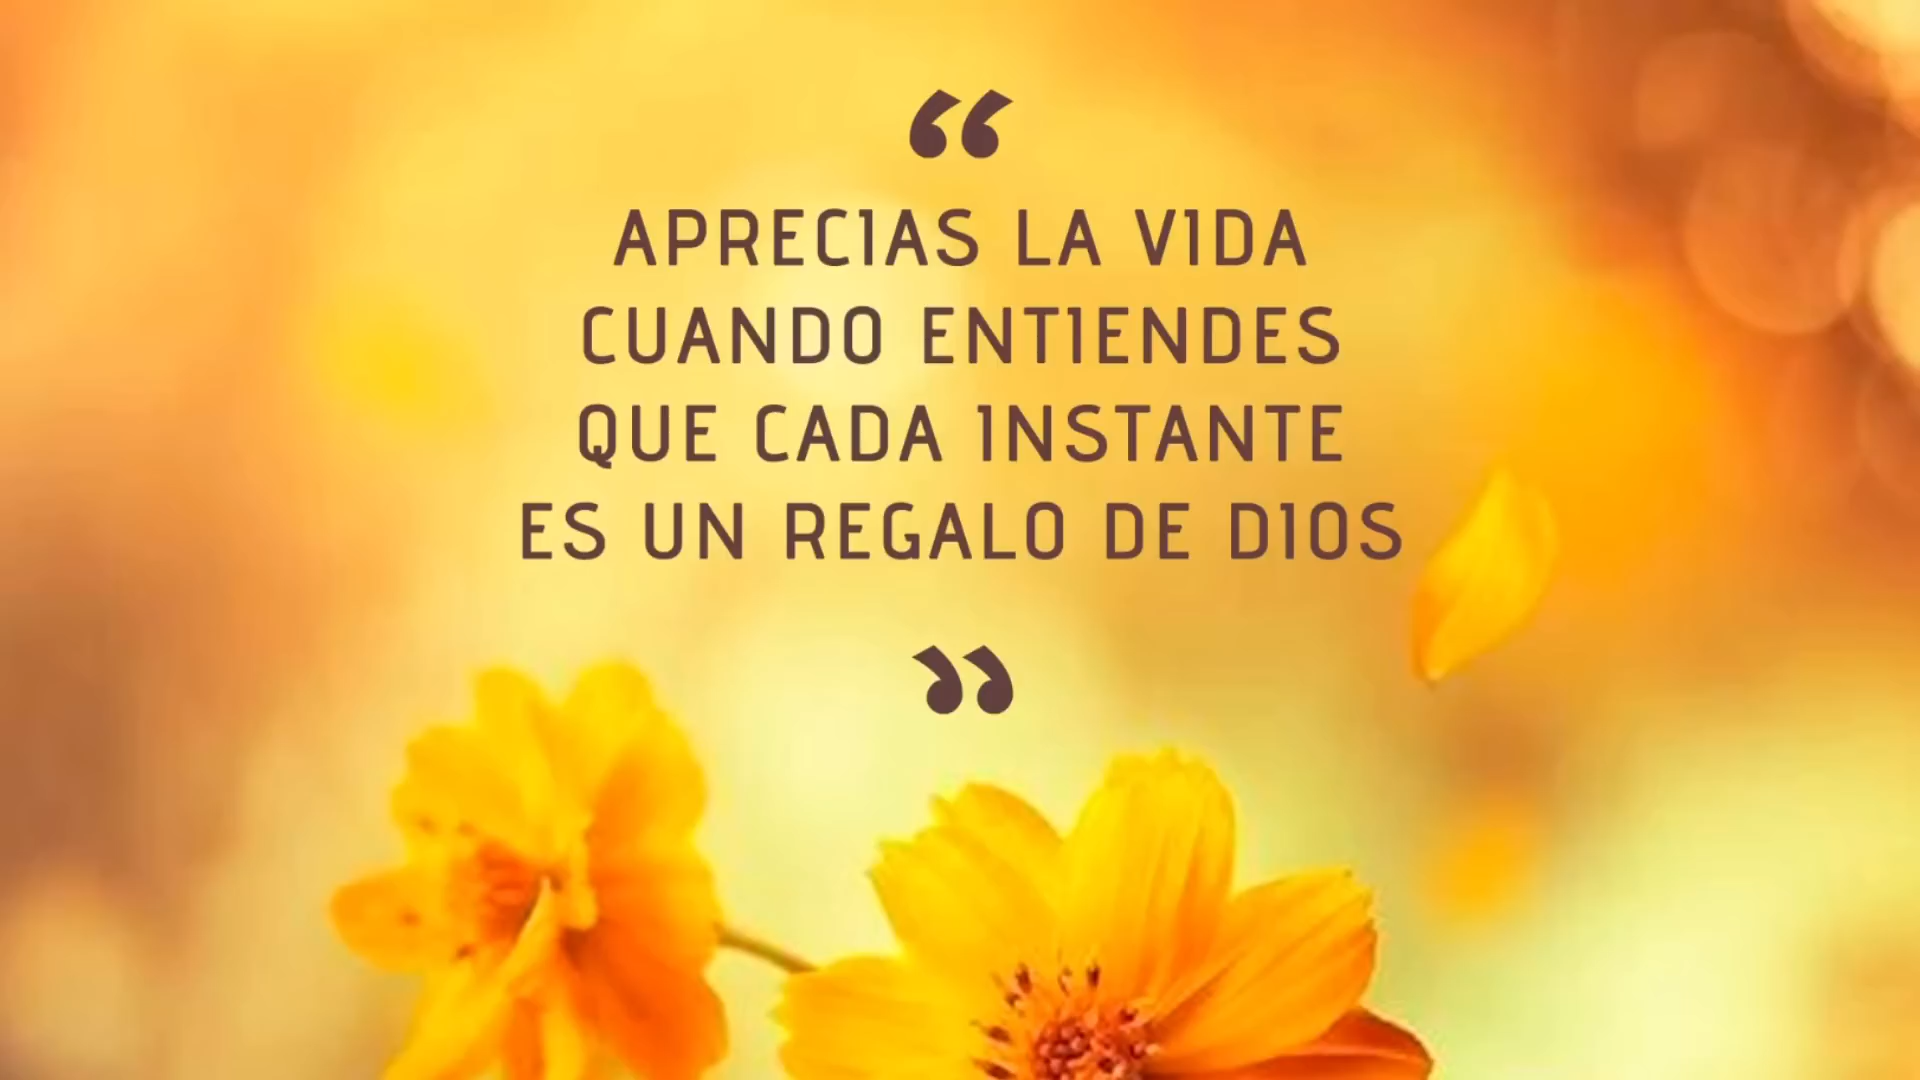 “
APRECIAS LA VIDA
CUANDO ENTIENDES
QUE CADA INSTANTE
ES UN REGALO DE DIOS
”